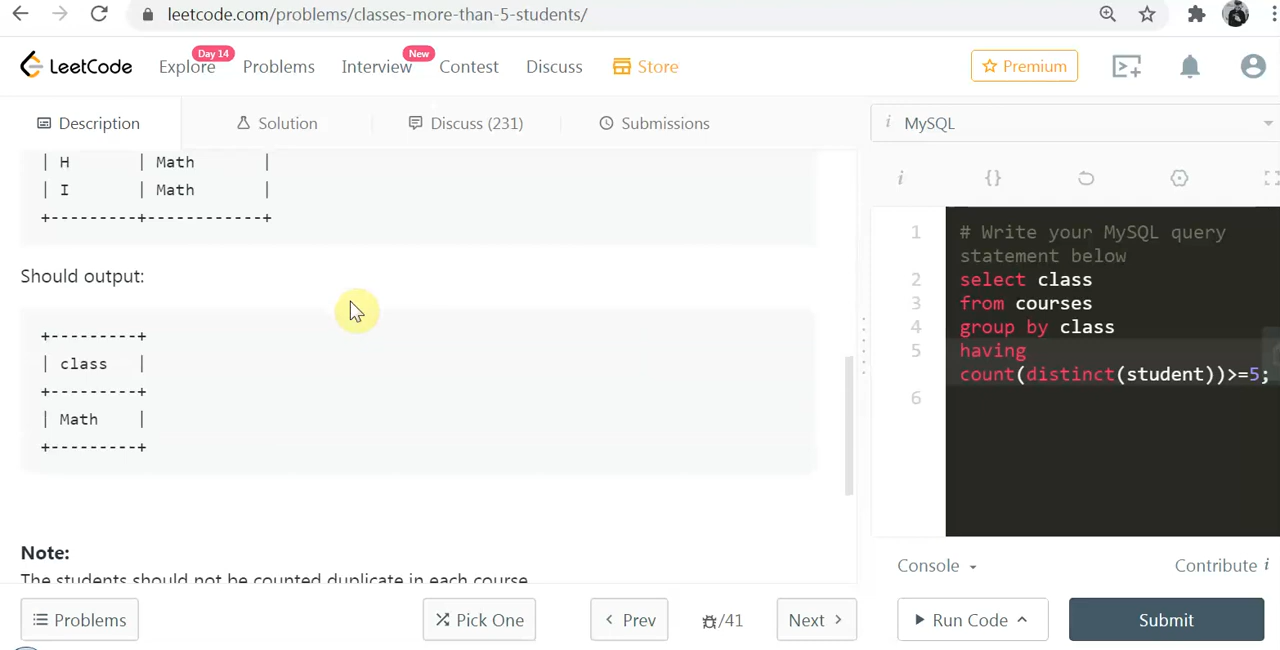 leetcode.com/problems/classes-more-than-5-students/
LeetCode
Explore Day 14 Problems Interview New Contest Discuss Store Premium
Description Solution Discuss (231) Submissions
i MySQL
| H | Math |
| I | Math |
+---------+------------+
Should output:
+---------+
| class |
+---------+
| Math |
+---------+
Note:
The students should not be counted duplicate in each course
i {}
1 # Write your MySQL query
statement below
2 select class
3 from courses
4 group by class
5 having
count(distinct(student))>=5;
6
Console Contribute i
Problems Pick One Prev /41 Next Run Code Submit